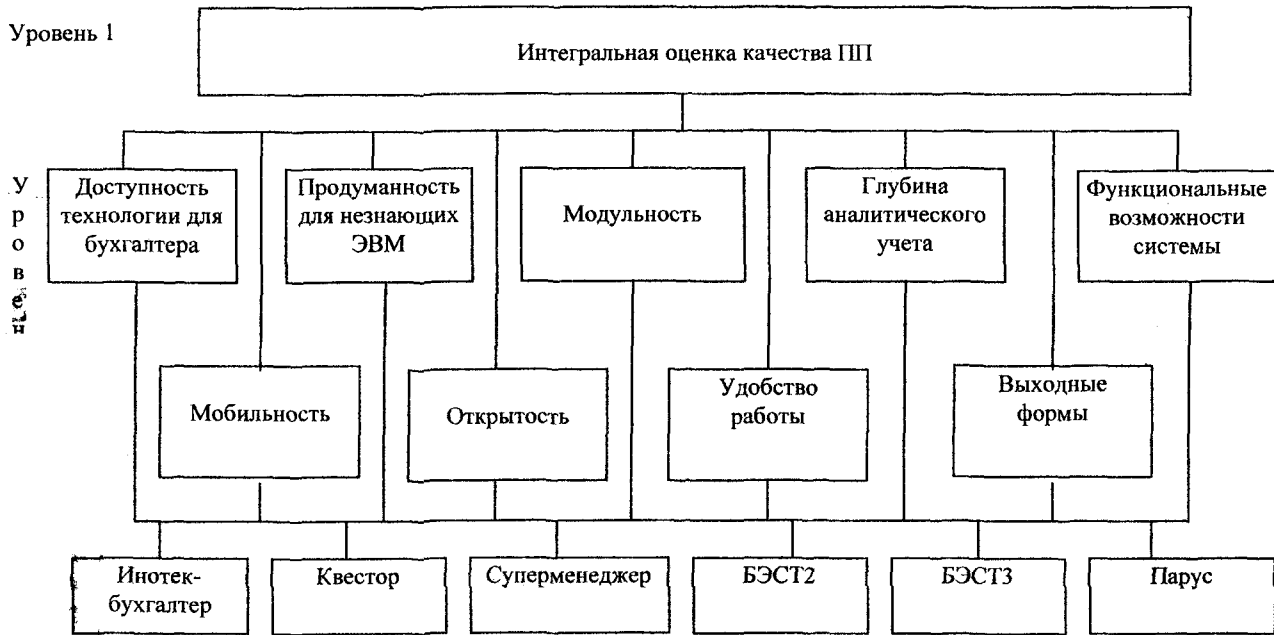 Уровень 1
Интегральная оценка качества ПП
У
р
о
в
е
н
Доступность
технологии для
бухгалтера
Продуманность
для незнающих
ЭВМ
Модульность
Глубина
аналитического
учета
Функциональные
возможности
системы
Мобильность
Открытость
Удобство
работы
Выходные
формы
Инотек-
бухгалтер
Квестор
Суперменеджер
БЭСТ2
БЭСТ3
Парус